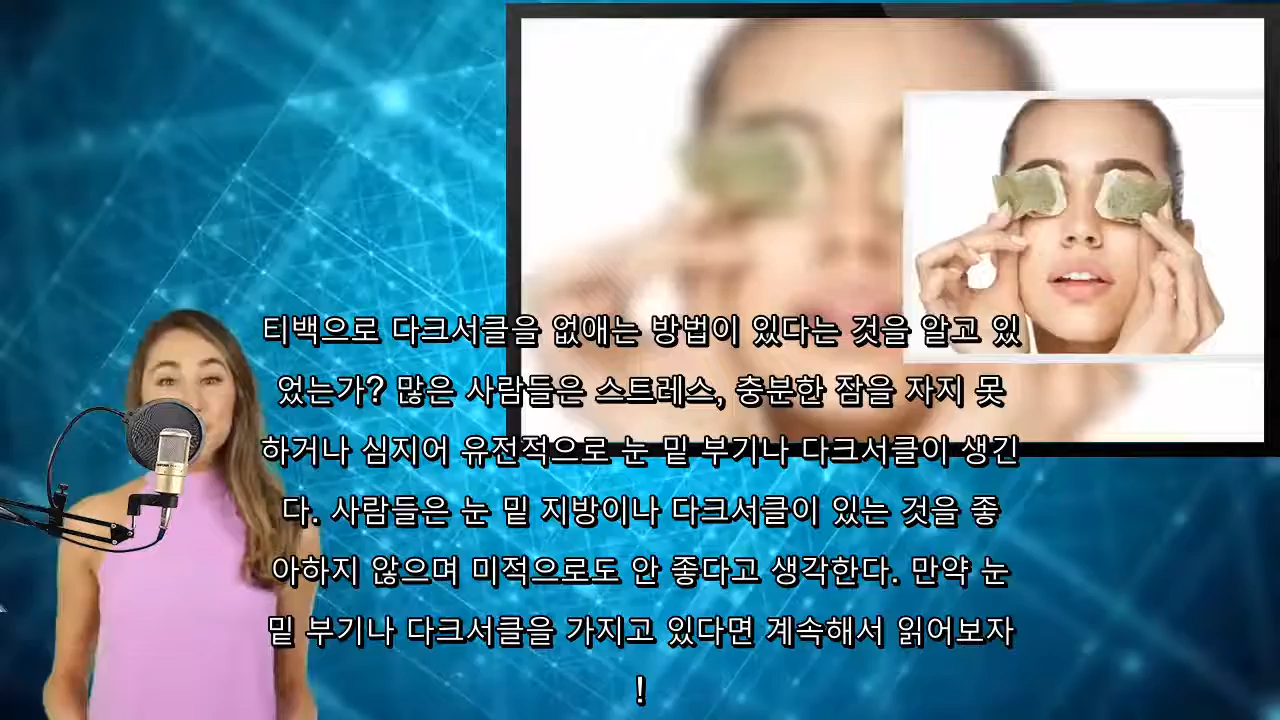 티백으로 다크서클을 없애는 방법이 있다는 것을 알고 있
었는가? 많은 사람들은 스트레스, 충분한 잠을 자지 못
하거나 심지어 유전적으로 눈 밑 부기나 다크서클이 생긴
다. 사람들은 눈 밑 지방이나 다크서클이 있는 것을 좋
아하지 않으며 미적으로도 안 좋다고 생각한다. 만약 눈
밑 부기나 다크서클을 가지고 있다면 계속해서 읽어보자
!